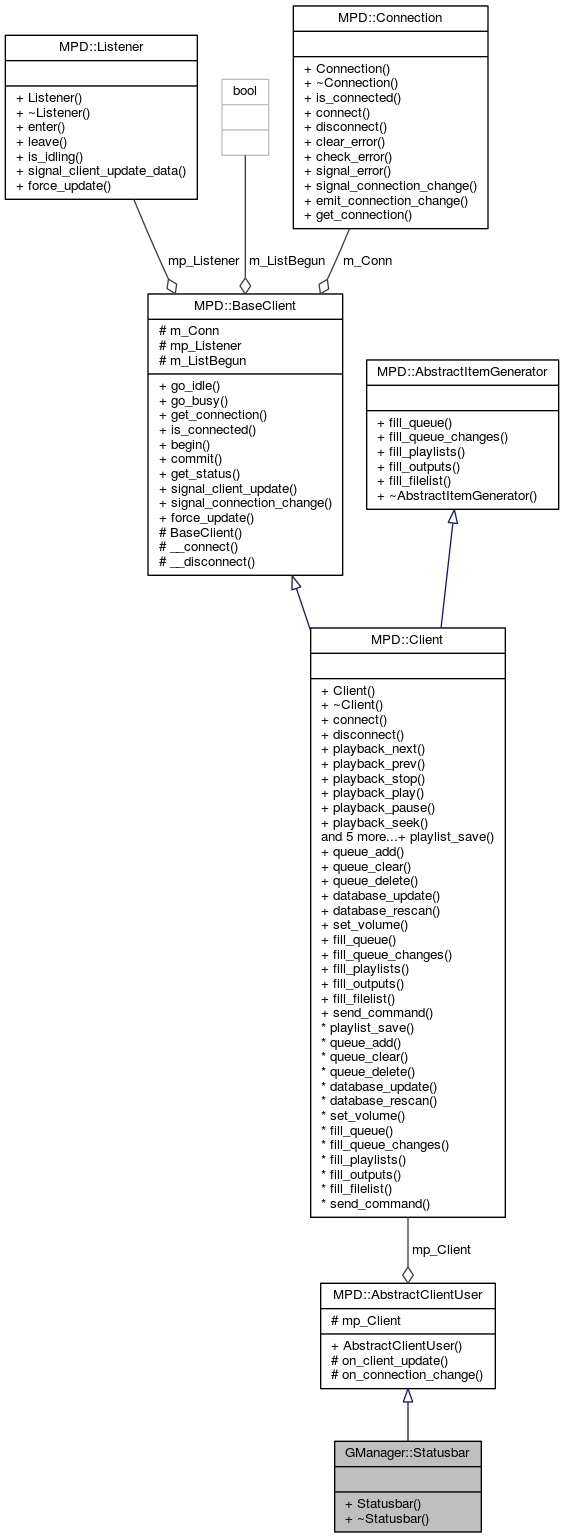 MPD::Listener
+ Listener()
+ ~Listener()
+ enter()
+ leave()
+ is_idling()
+ signal_client_update_data()
+ force_update()
bool
MPD::Connection
+ Connection()
+ ~Connection()
+ is_connected()
+ connect()
+ disconnect()
+ clear_error()
+ check_error()
+ signal_error()
+ signal_connection_change()
+ emit_connection_change()
+ get_connection()
mp_Listener
m_ListBegun
m_Conn
MPD::BaseClient
# m_Conn
# mp_Listener
# m_ListBegun
+ go_idle()
+ go_busy()
+ get_connection()
+ is_connected()
+ begin()
+ commit()
+ get_status()
+ signal_client_update()
+ signal_connection_change()
+ force_update()
# BaseClient()
# __connect()
# __disconnect()
MPD::AbstractItemGenerator
+ fill_queue()
+ fill_queue_changes()
+ fill_playlists()
+ fill_outputs()
+ fill_filelist()
+ ~AbstractItemGenerator()
MPD::Client
+ Client()
+ ~Client()
+ connect()
+ disconnect()
+ playback_next()
+ playback_prev()
+ playback_stop()
+ playback_play()
+ playback_pause()
+ playback_seek()
and 5 more...+ playlist_save()
+ queue_add()
+ queue_clear()
+ queue_delete()
+ database_update()
+ database_rescan()
+ set_volume()
+ fill_queue()
+ fill_queue_changes()
+ fill_playlists()
+ fill_outputs()
+ fill_filelist()
+ send_command()
* playlist_save()
* queue_add()
* queue_clear()
* queue_delete()
* database_update()
* database_rescan()
* set_volume()
* fill_queue()
* fill_queue_changes()
* fill_playlists()
* fill_outputs()
* fill_filelist()
* send_command()
mp_Client
MPD::AbstractClientUser
# mp_Client
+ AbstractClientUser()
# on_client_update()
# on_connection_change()
GManager::Statusbar
+ Statusbar()
+ ~Statusbar()